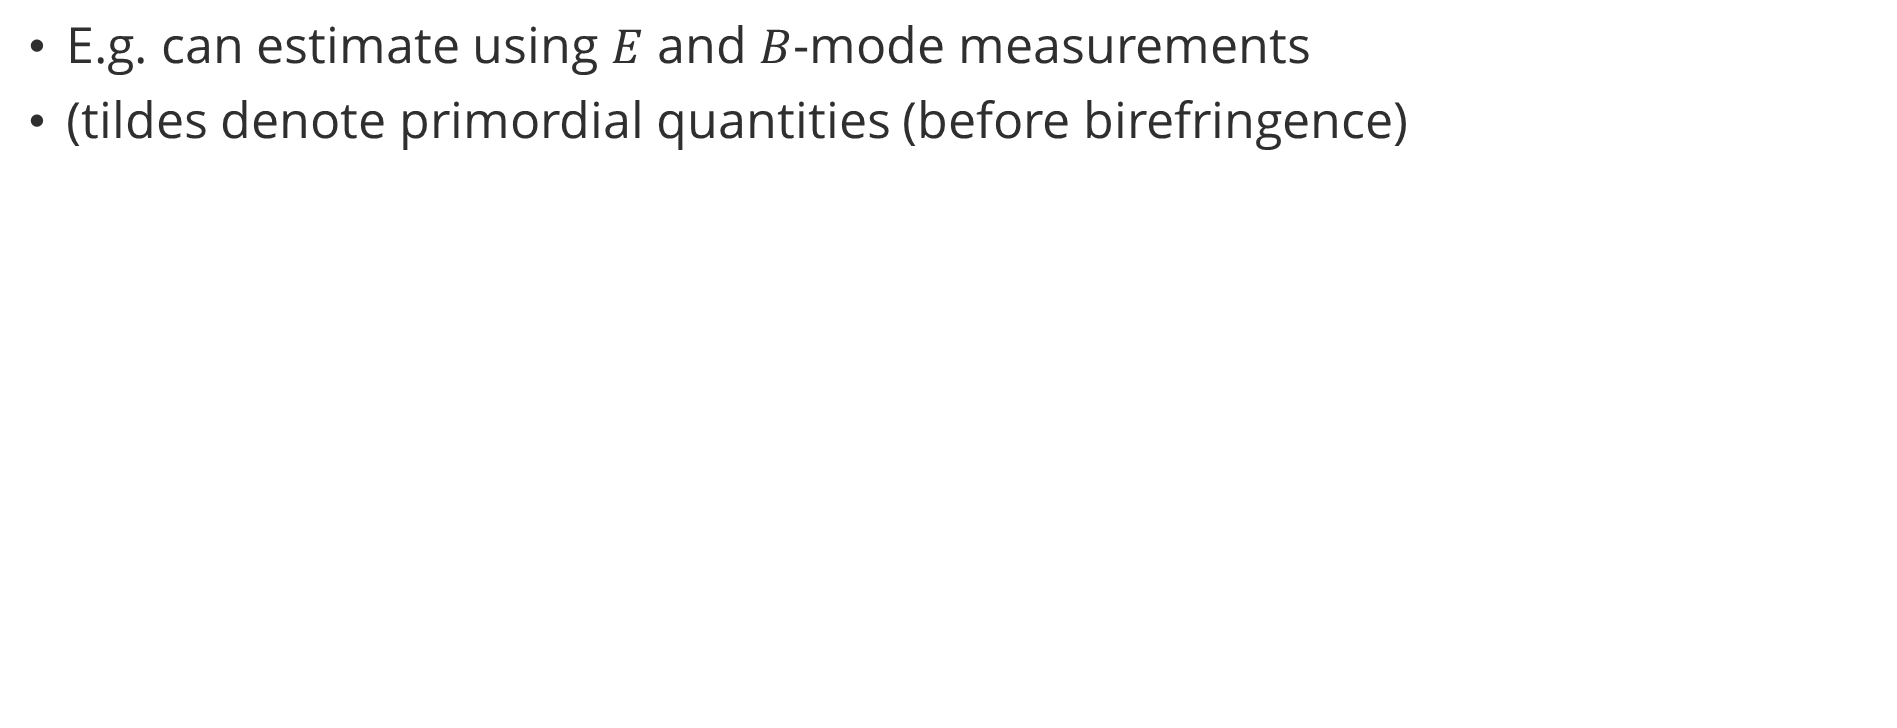 • E.g. can estimate using E and B-mode measurements
• (tildes denote primordial quantities (before birefringence)